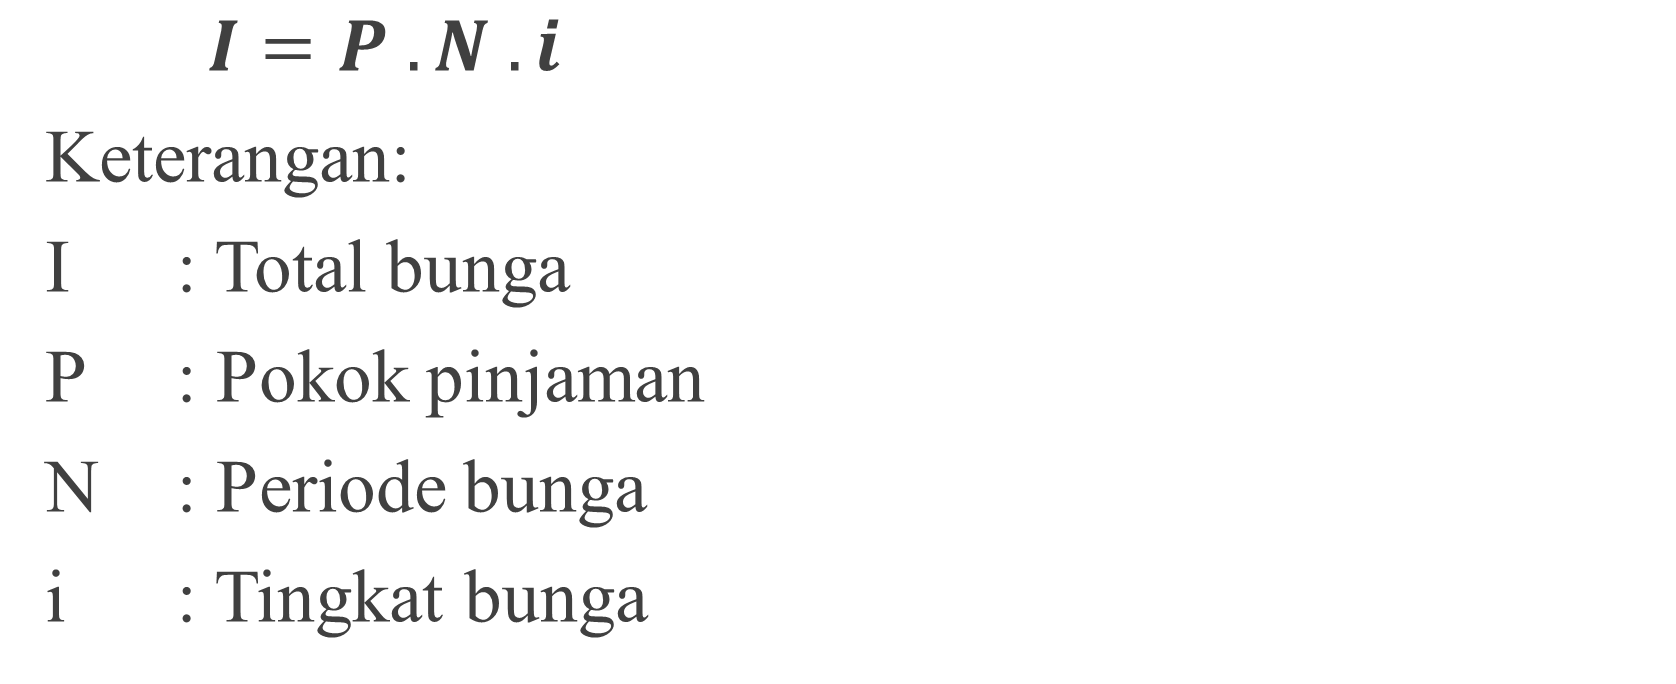 I = P . N . i
Keterangan:
I : Total bunga
P : Pokok pinjaman
N : Periode bunga
i : Tingkat bunga